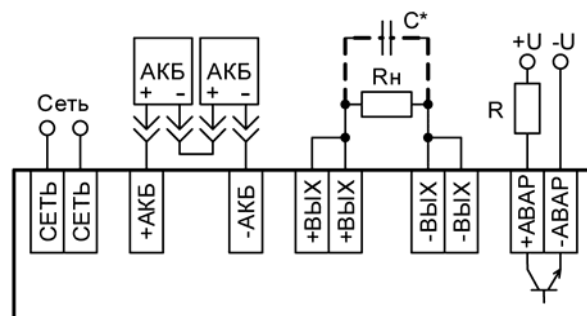 C*
+U -U
АКБ АКБ
+ - + -
Rн
Сеть
R
СЕТЬ
СЕТЬ
+АКБ
-АКБ
+ВЫХ
+ВЫХ
-ВЫХ
-ВЫХ
+АВАР
-АВАР